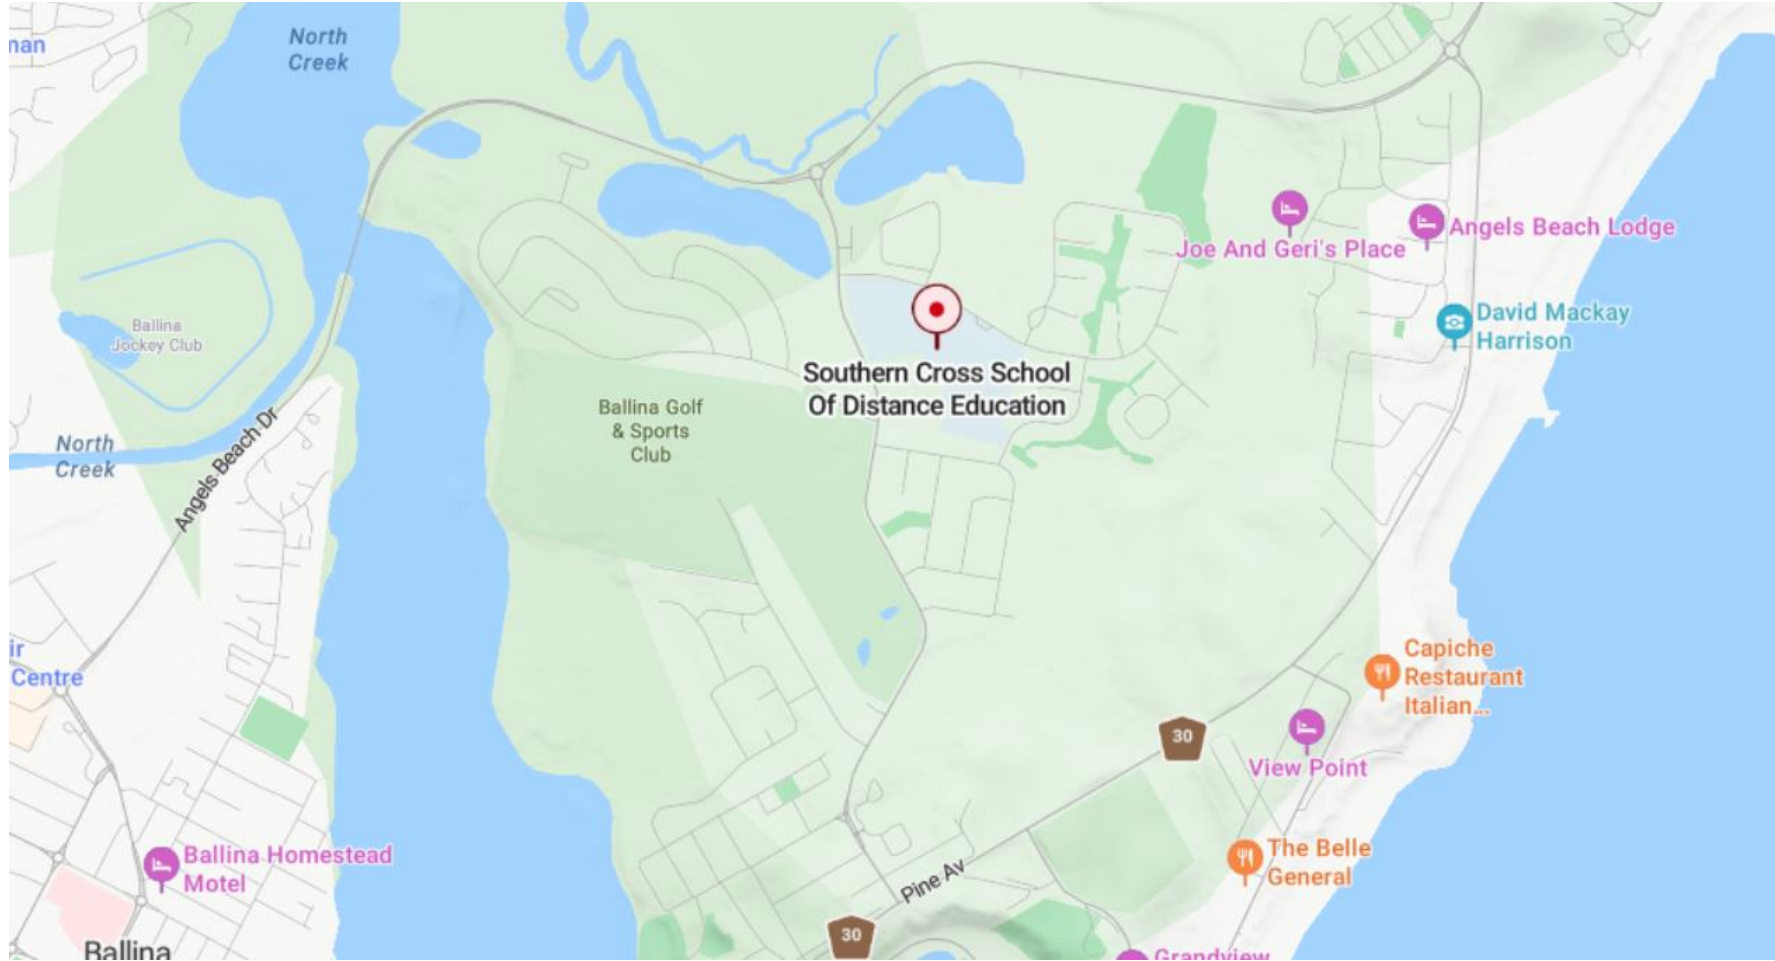 nan
North
Creek
Angels Beach Lodge
Joe And Geri's Place
David Mackay
Harrison
Ballina
Jockey Club
Southern Cross School
Of Distance Education
Ballina Golf
& Sports
Club
North
Creek
Angels Beach Dr
ir
Centre
Capiche
Restaurant
Italian...
30
View Point
Ballina Homestead
Motel
The Belle
General
Pine Av
30
Ballina
Grandview